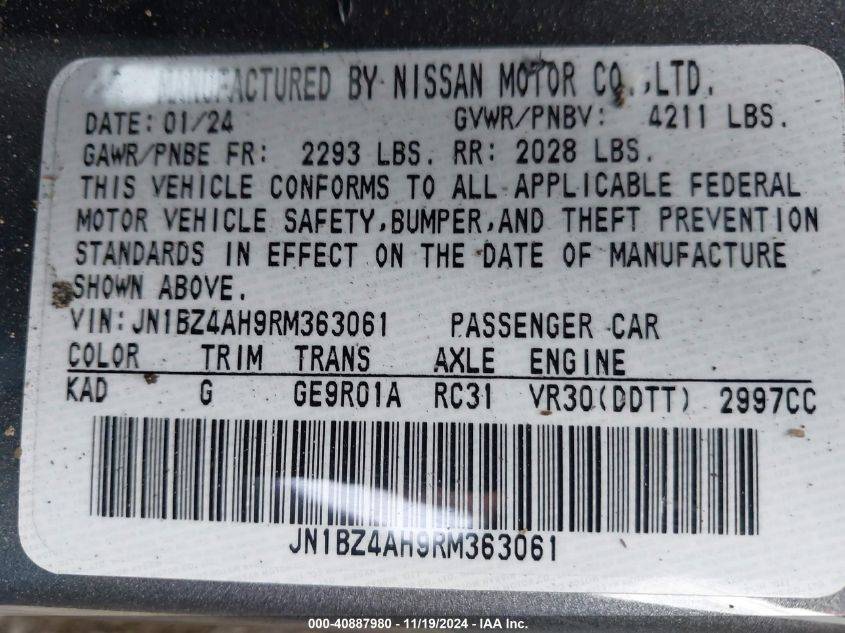 MANUFACTURED BY NISSAN MOTOR CO.,LTD.
DATE: 01/24 GVWR/PNBV: 4211 LBS.
GAWR/PNBE FR: 2293 LBS. RR: 2028 LBS.
THIS VEHICLE CONFORMS TO ALL APPLICABLE FEDERAL
MOTOR VEHICLE SAFETY,BUMPER,AND THEFT PREVENTION
STANDARDS IN EFFECT ON THE DATE OF MANUFACTURE
SHOWN ABOVE.
VIN:JN1BZ4AH9RM363061 PASSENGER CAR
COLOR TRIM TRANS AXLE ENGINE
KAD G GE9R01A RC31 VR30(DDTT) 2997CC
JN1BZ4AH9RM363061
000-40887980 - 11/19/2024 - IAA Inc.